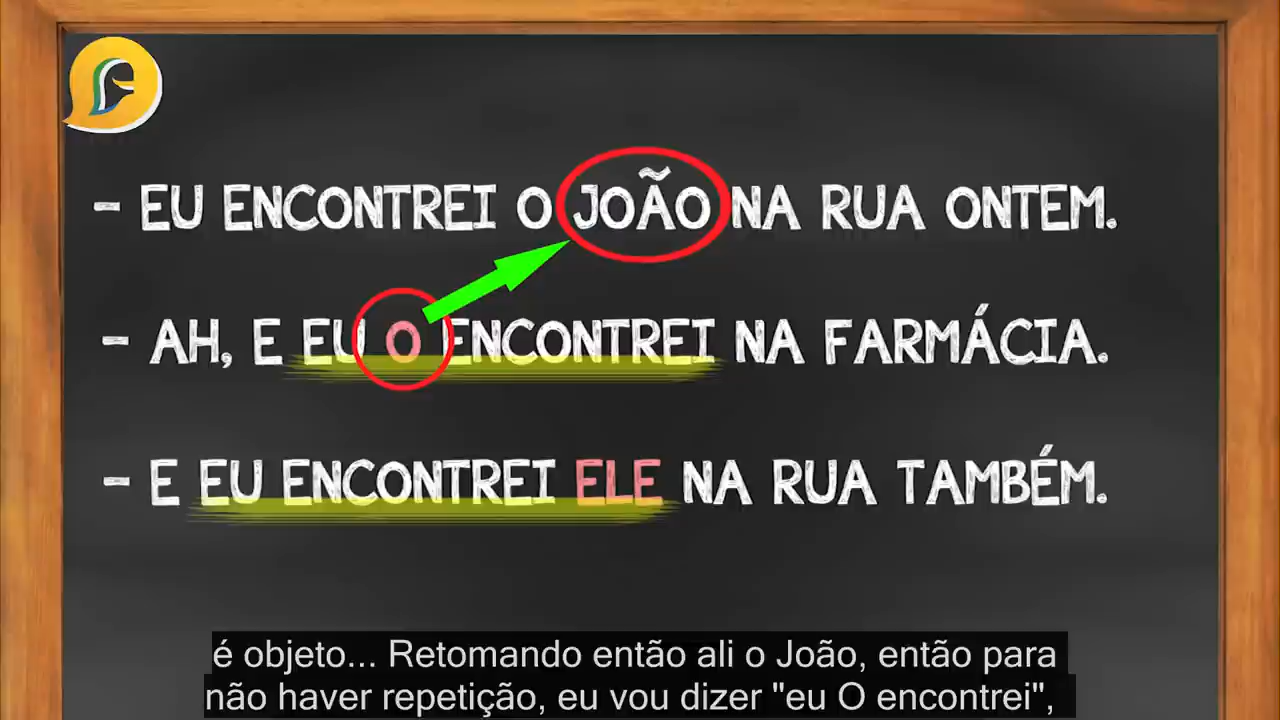 - EU ENCONTREI O JOÃO NA RUA ONTEM.
- AH, E EU O ENCONTREI NA FARMÁCIA.
- E EU ENCONTREI ELE NA RUA TAMBÉM.
é objeto... Retomando então ali o João, então para
não haver repetição, eu vou dizer "eu O encontrei",